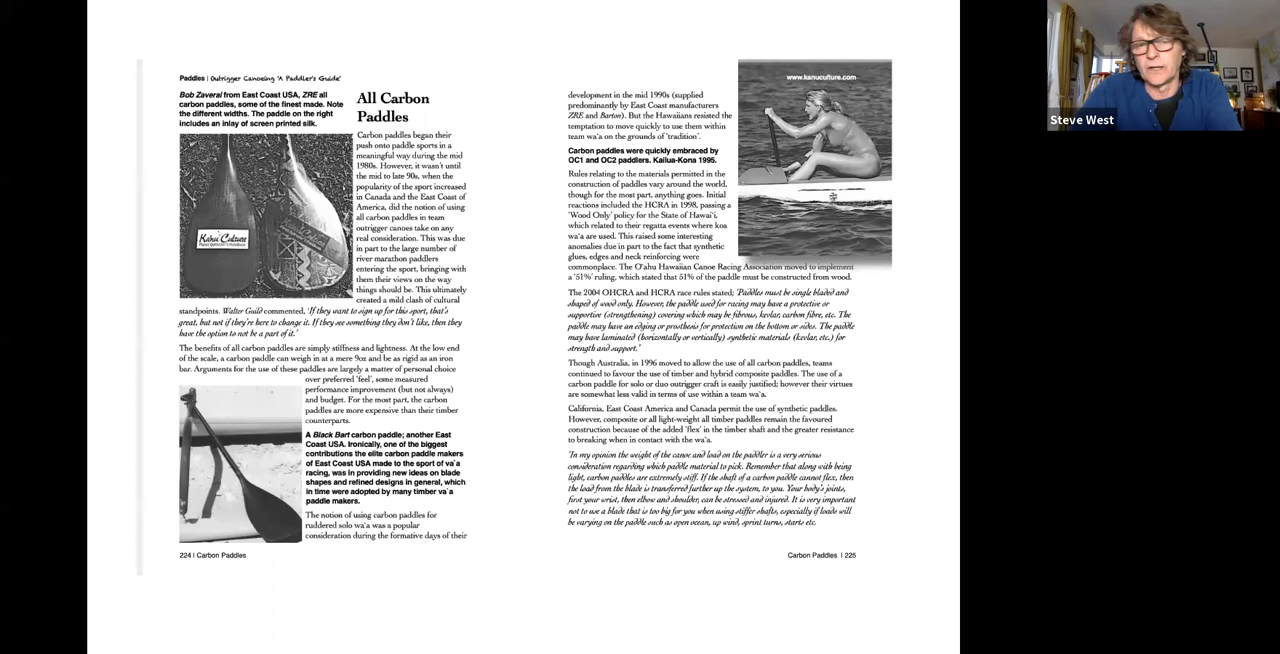 Paddles | Outrigger Canoeing 'A Paddler's Guide'
Bob Zaveral from East Coast USA, ZRE all
carbon paddles, some of the finest made. Note
the different widths. The paddle on the right
includes an inlay of screen printed silk.
Kanu Culture
All Carbon
Paddles
Carbon paddles began their
push onto paddle sports in a
meaningful way during the mid
1980s. However, it wasn't until
the mid to late 90s, when the
popularity of the sport increased
in Canada and the East Coast of
America, did the notion of using
all carbon paddles in team
outrigger canoes take on any
real consideration. This was due
in part to the large number of
river marathon paddlers
entering the sport, bringing with
them their views on the way
things should be. This ultimately
created a mild clash of cultural
standpoints. Walter Guild commented, 'If they want to sign up for this sport, that's
great, but not if they're here to change it. If they see something they don't like, then they
have the option to not be a part of it.'
The benefits of all carbon paddles are simply stiffness and lightness. At the low end
of the scale, a carbon paddle can weigh in at a mere 9oz and be as rigid as an iron
bar. Arguments for the use of these paddles are largely a matter of personal choice
over preferred 'feel', some measured
performance improvement (but not always)
and budget. For the most part, the carbon
paddles are more expensive than their timber
counterparts.
A Black Bart carbon paddle; another East
Coast USA. Ironically, one of the biggest
contributions the elite carbon paddle makers
of East Coast USA made to the sport of va'a
racing, was in providing new ideas on blade
shapes and refined designs in general, which
in time were adopted by many timber va'a
paddle makers.
The notion of using carbon paddles for
ruddered solo wa'a was a popular
consideration during the formative days of their
224 | Carbon Paddles
www.kanuculture.com
development in the mid 1990s (supplied
predominantly by East Coast manufacturers
ZRE and Barton). But the Hawaiians resisted the
temptation to move quickly to use them within
team wa'a on the grounds of 'tradition'.
Carbon paddles were quickly embraced by
OC1 and OC2 paddlers. Kailua-Kona 1995.
Rules relating to the materials permitted in the
construction of paddles vary around the world,
though for the most part, anything goes. Initial
reactions included the HCRA in 1998, passing a
'Wood Only' policy for the State of Hawai'i,
which related to their regatta events where koa
wa'a are used. This raised some interesting
anomalies due in part to the fact that synthetic
glues, edges and neck reinforcing were
commonplace. The O'ahu Hawaiian Canoe Racing Association moved to implement
a '51%' ruling, which stated that 51% of the paddle must be constructed from wood.
The 2004 OHCRA and HCRA race rules stated; 'Paddles must be single bladed and
shaped of wood only. However, the paddle used for racing may have a protective or
supportive (strengthening) covering which may be fibrous, kevlar, carbon fibre, etc. The
paddle may have an edging or prosthesis for protection on the bottom or sides. The paddle
may have laminated (horizontally or vertically) synthetic materials (kevlar, etc.) for
strength and support.'
Though Australia, in 1996 moved to allow the use of all carbon paddles, teams
continued to favour the use of timber and hybrid composite paddles. The use of a
carbon paddle for solo or duo outrigger craft is easily justified; however their virtues
are somewhat less valid in terms of use within a team wa'a.
California, East Coast America and Canada permit the use of synthetic paddles.
However, composite or all light-weight all timber paddles remain the favoured
construction because of the added 'flex' in the timber shaft and the greater resistance
to breaking when in contact with the wa'a.
'In my opinion the weight of the canoe and load on the paddler is a very serious
consideration regarding which paddle material to pick. Remember that along with being
light, carbon paddles are extremely stiff. If the shaft of a carbon paddle cannot flex, then
the load from the blade is transferred further up the system, to you. Your body's joints,
first your wrist, then elbow and shoulder, can be stressed and injured. It is very important
not to use a blade that is too big for you when using stiffer shafts, especially if loads will
be varying on the paddle such as open ocean, up wind, sprint turns, starts etc.
Carbon Paddles | 225
Steve West